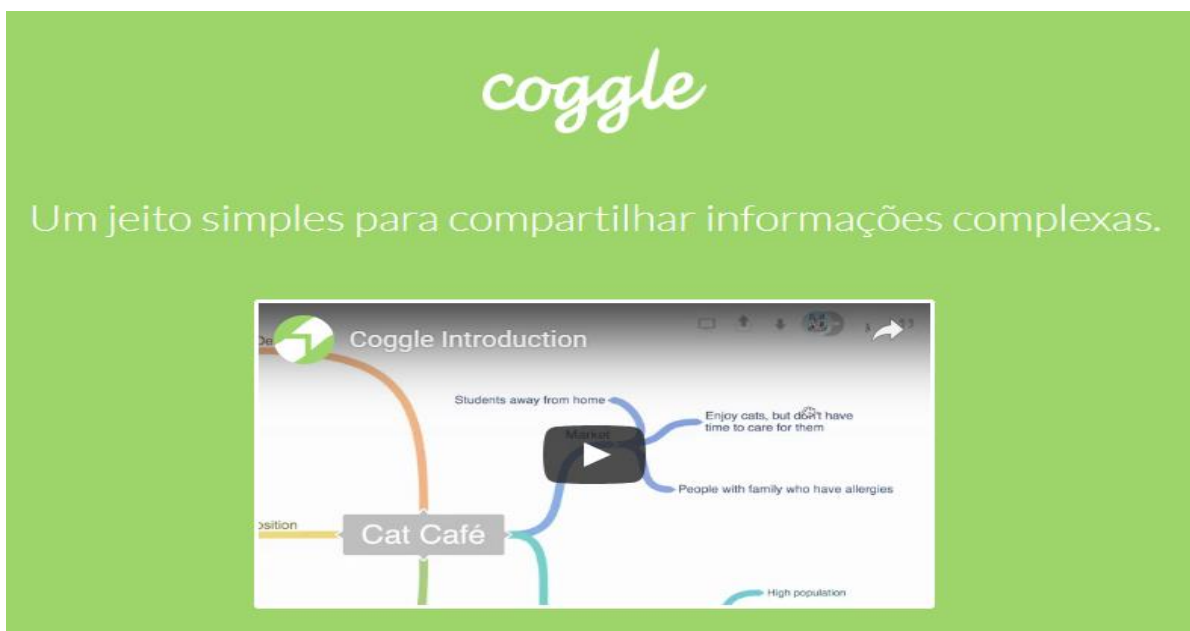 coggle
Um jeito simples para compartilhar informações complexas.
Coggle Introduction
Students away from home
Market
Enjoy cats, but don't have
time to care for them
People with family who have allergies
Cat Café
High population